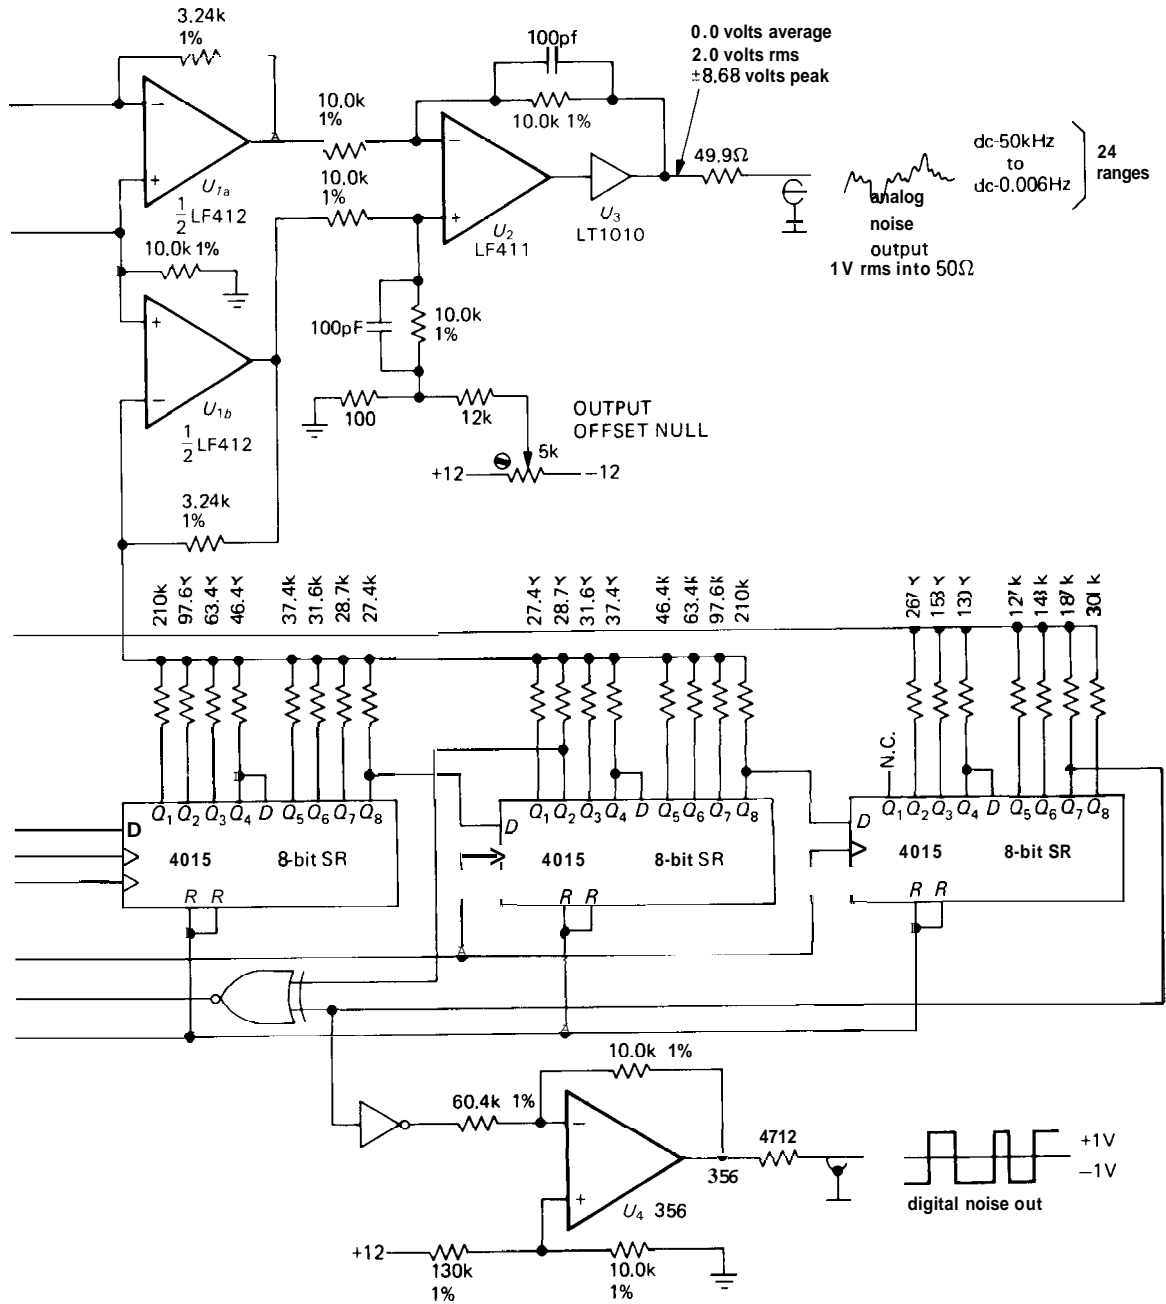 3.24k
1%
−
+
U1a
1/2 LF412
10.0k 1%
+
−
U1b
1/2 LF412
3.24k
1%
10.0k
1%
10.0k
1%
100pf
10.0k 1%
−
+
U2
LF411
U3
LT1010
0.0 volts average
2.0 volts rms
±8.68 volts peak
49.9Ω
analog
noise
output
1V rms into 50Ω
dc-50kHz
to
dc-0.006Hz
24
ranges
100pF
10.0k
1%
100
12k
OUTPUT
OFFSET NULL
5k
+12
−12
210k
97.6k
63.4k
46.4k
37.4k
31.6k
28.7k
27.4k
27.4k
28.7k
31.6k
37.4k
46.4k
63.4k
97.6k
210k
267k
158k
130k
127k
143k
187k
301k
N.C.
D Q1 Q2 Q3 Q4 D Q5 Q6 Q7 Q8
4015 8-bit SR
R R
D Q1 Q2 Q3 Q4 D Q5 Q6 Q7 Q8
4015 8-bit SR
R R
D Q1 Q2 Q3 Q4 D Q5 Q6 Q7 Q8
4015 8-bit SR
R R
10.0k 1%
60.4k 1%
−
+
U4 356
356
4712
+1V
−1V
digital noise out
+12
130k
1%
10.0k
1%